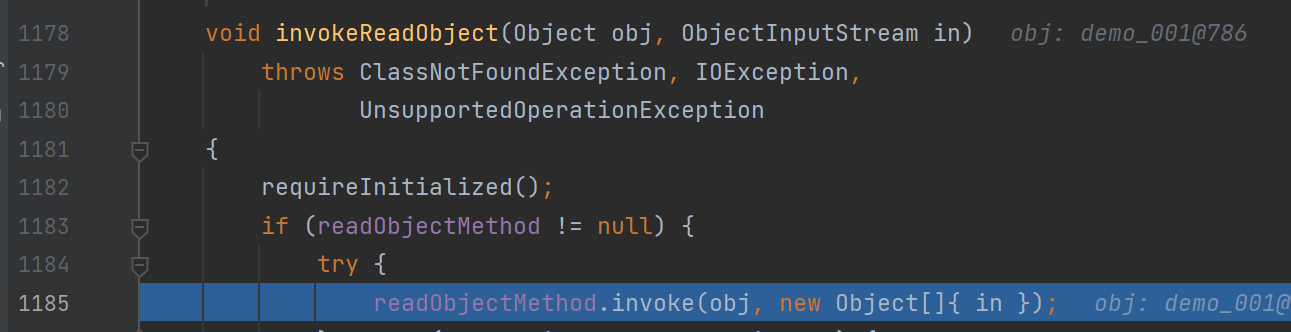 1178 void invokeReadObject(Object obj, ObjectInputStream in) obj: demo_001@786
1179 throws ClassNotFoundException, IOException,
1180 UnsupportedOperationException
1181 {
1182 requireInitialized();
1183 if (readObjectMethod != null) {
1184 try {
1185 readObjectMethod.invoke(obj, new Object[]{ in }); obj: demo_001@